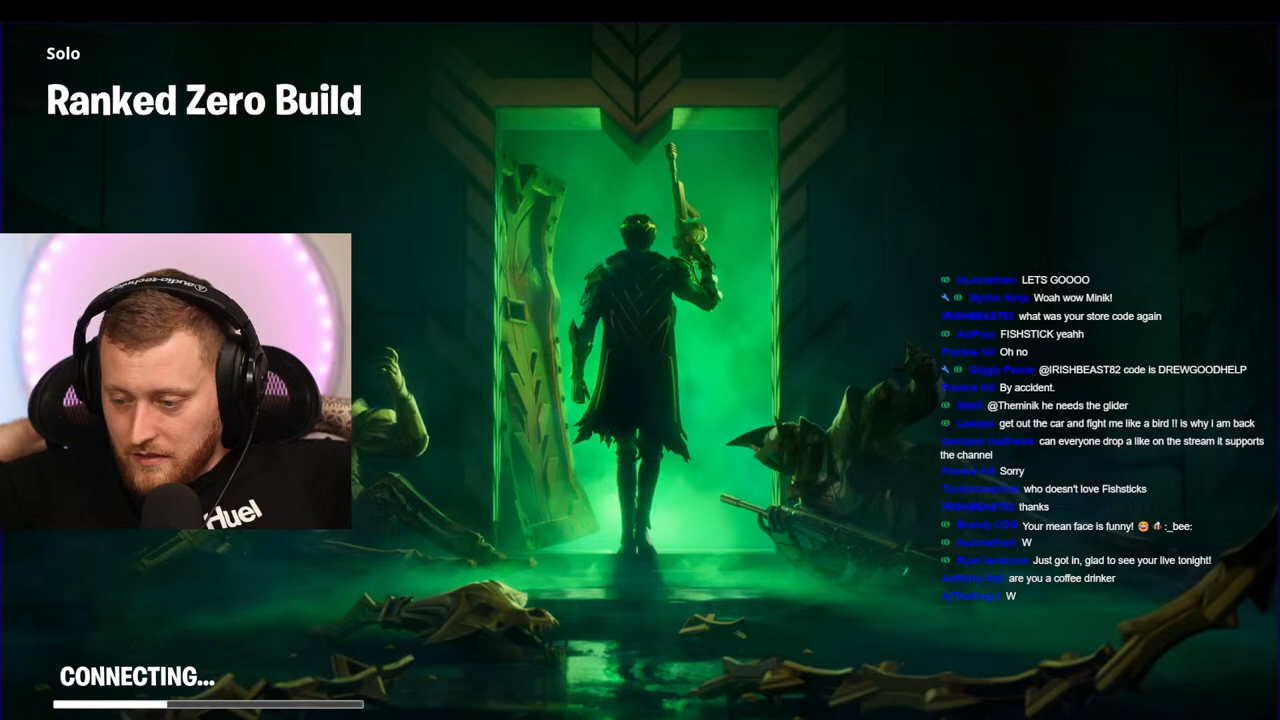 Solo
Ranked Zero Build
audio-technica
Huel
LETS GOOOO
Woah wow Minik!
what was your store code again
FISHSTICK yeahh
Oh no
@IRISHBEAST82 code is DREWGOODHELP
By accident.
@Theminik he needs the glider
get out the car and fight me like a bird !! is why i am back
can everyone drop a like on the stream it supports
the channel
Sorry
who doesn't love Fishsticks
thanks
Your mean face is funny! :_bee:
W
Just got in, glad to see your live tonight!
are you a coffee drinker
W
CONNECTING...